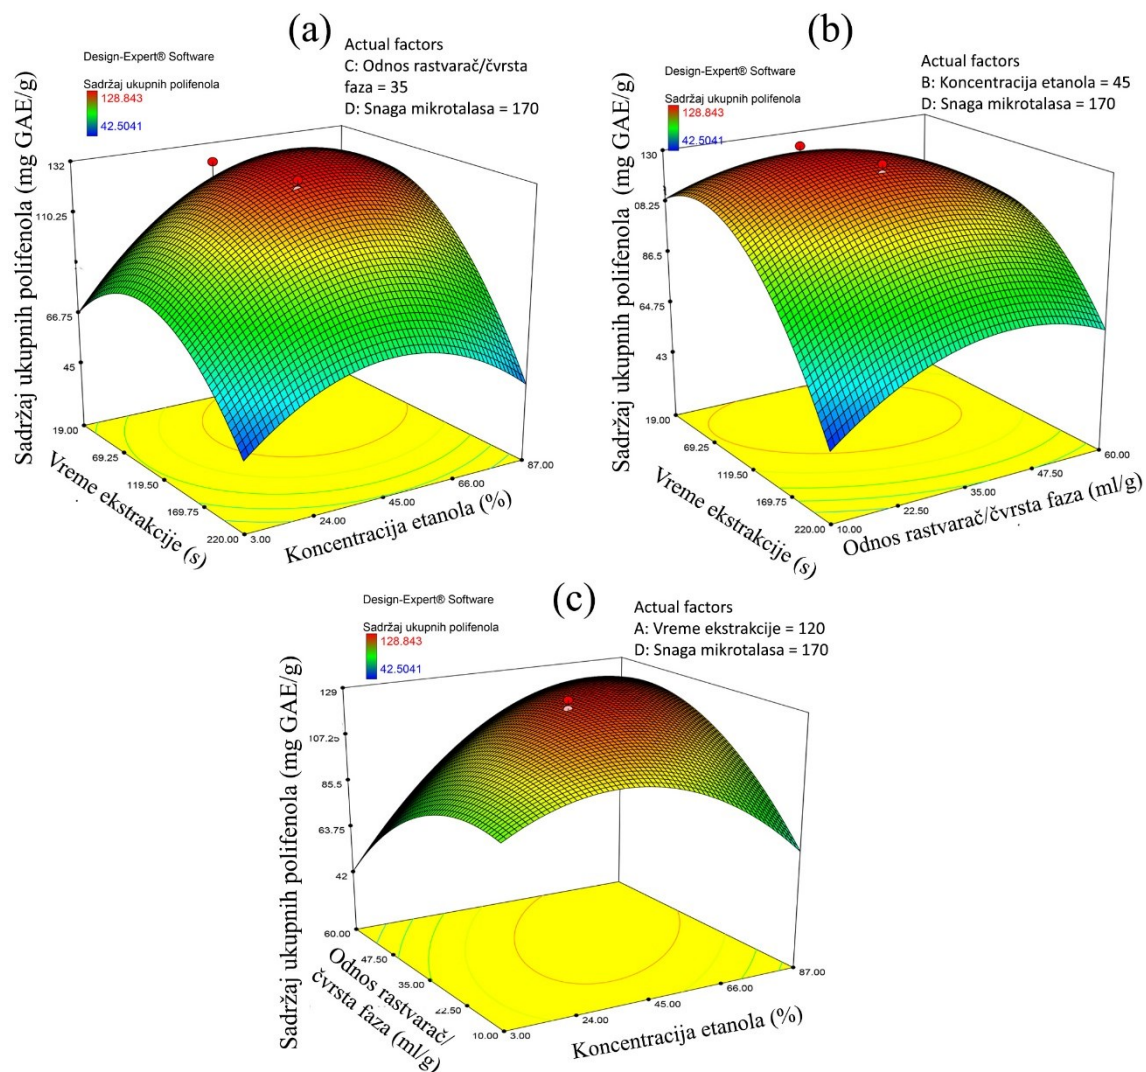 (a)
Design-Expert® Software
Sadržaj ukupnih polifenola
128.843
42.5041
Actual factors
C: Odnos rastvarač/čvrsta
faza = 35
D: Snaga mikrotalasa = 170
Sadržaj ukupnih polifenola (mg GAE/g)
132
110.25
66.75
45
19.00
69.25
119.50
169.75
220.00
Vreme ekstrakcije (s)
3.00
24.00
45.00
66.00
87.00
Koncentracija etanola (%)
(b)
Design-Expert® Software
Sadržaj ukupnih polifenola
128.843
42.5041
Actual factors
B: Koncentracija etanola = 45
D: Snaga mikrotalasa = 170
Sadržaj ukupnih polifenola (mg GAE/g)
130
08.25
86.5
64.75
43
19.00
69.25
119.50
169.75
220.00
Vreme ekstrakcije (s)
10.00
22.50
35.00
47.50
60.00
Odnos rastvarač/čvrsta faza (ml/g)
(c)
Design-Expert® Software
Sadržaj ukupnih polifenola
128.843
42.5041
Actual factors
A: Vreme ekstrakcije = 120
D: Snaga mikrotalasa = 170
Sadržaj ukupnih polifenola (mg GAE/g)
129
107.25
85.5
63.75
42
60.00
47.50
35.00
22.50
10.00
Odnos rastvarač/
čvrsta faza (ml/g)
3.00
24.00
45.00
66.00
87.00
Koncentracija etanola (%)